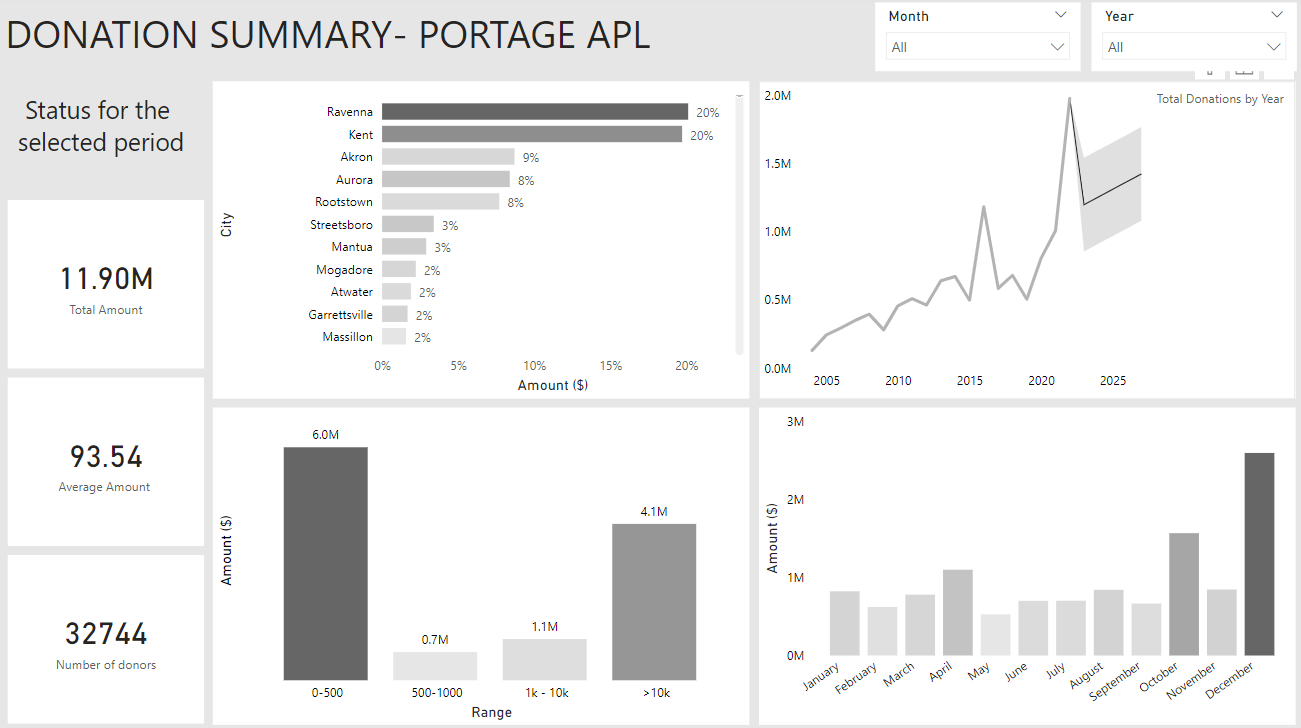 DONATION SUMMARY- PORTAGE APL
Month
All
Year
All
Status for the
selected period
11.90M
Total Amount
93.54
Average Amount
32744
Number of donors
City
Ravenna 20%
Kent 20%
Akron 9%
Aurora 8%
Rootstown 8%
Streetsboro 3%
Mantua 3%
Mogadore 2%
Atwater 2%
Garrettsville 2%
Massillon 2%
0% 5% 10% 15% 20%
Amount ($)
Total Donations by Year
2.0M
1.5M
1.0M
0.5M
0.0M
2005 2010 2015 2020 2025
Amount ($)
6.0M
0.7M
1.1M
4.1M
0-500 500-1000 1k - 10k >10k
Range
Amount ($)
3M
2M
1M
0M
January February March April May June July August September October November December